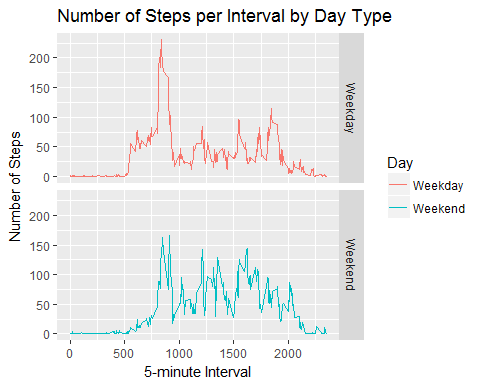 Number of Steps per Interval by Day Type
Number of Steps
200
150
100
50
0
Weekday
200
150
100
50
0
Weekend
0
500
1000
1500
2000
5-minute Interval
Day
Weekday
Weekend